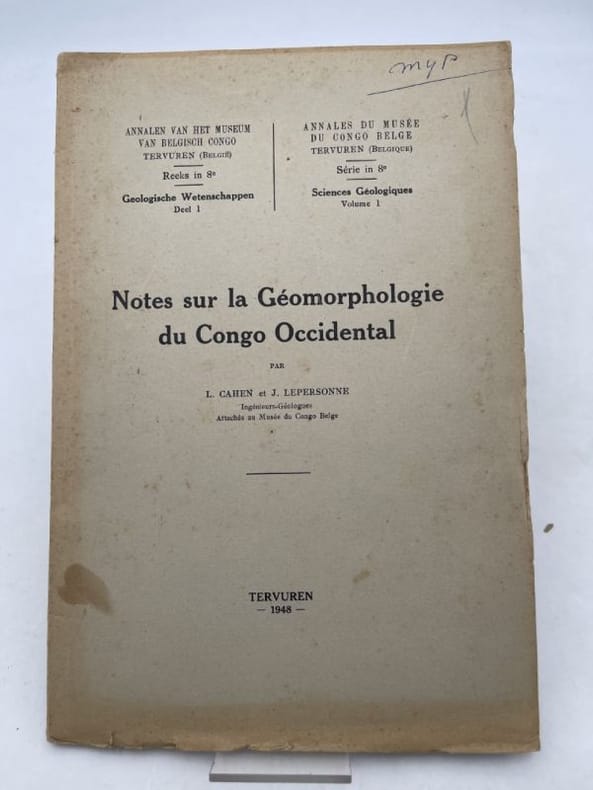 myp
ANNALEN VAN HET MUSEUM
VAN BELGISCH CONGO
TERVUREN (BELGIË)
Reeks in 8°
Geologische Wetenschappen
Deel 1
ANNALES DU MUSÉE
DU CONGO BELGE
TERVUREN (BELGIQUE)
Série in 8°
Sciences Géologiques
Volume 1
Notes sur la Géomorphologie
du Congo Occidental
PAR
L. CAHEN et J. LEPERSONNE
Ingénieurs-Géologues
Attachés au Musée du Congo Belge
TERVUREN
— 1948 —